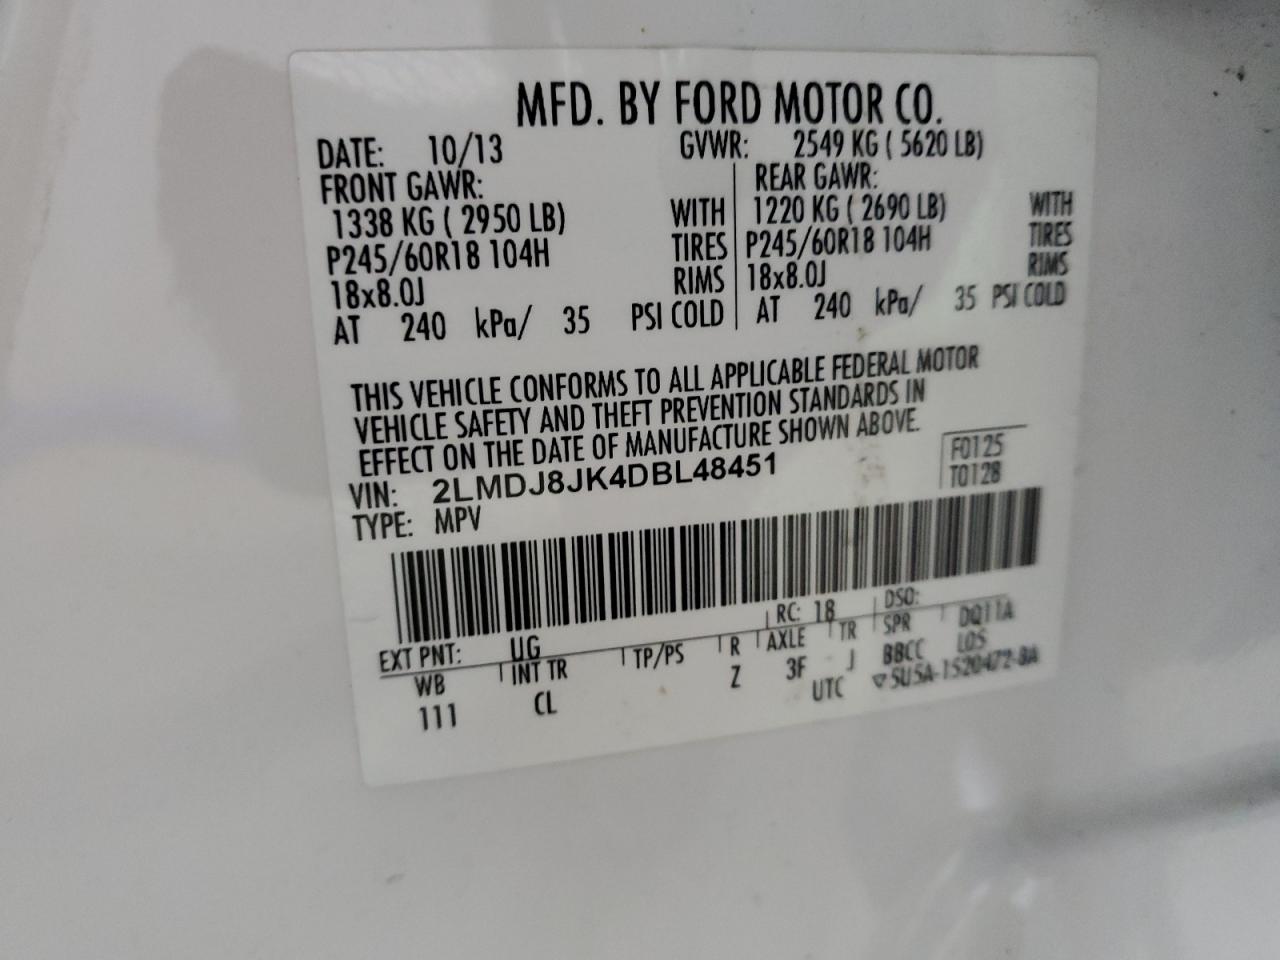 MFD. BY FORD MOTOR CO.
DATE: 10/13 GVWR: 2549 KG ( 5620 LB)
FRONT GAWR: REAR GAWR:
1338 KG ( 2950 LB) WITH 1220 KG ( 2690 LB) WITH
P245/60R18 104H TIRES P245/60R18 104H TIRES
18x8.0J RIMS 18x8.0J RIMS
AT 240 kPa/ 35 PSI COLD AT 240 kPa/ 35 PSI COLD
THIS VEHICLE CONFORMS TO ALL APPLICABLE FEDERAL MOTOR
VEHICLE SAFETY AND THEFT PREVENTION STANDARDS IN
EFFECT ON THE DATE OF MANUFACTURE SHOWN ABOVE.
F0125
VIN: 2LMDJ8JK4DBL48451 T0128
TYPE: MPV
EXT PNT: UG RC: 18 DSO:
WB INT TR TP/PS R AXLE TR SPR DQ11A
111 CL Z 3F J BBCC LOS
UTC ▽5U5A-1520472-BA